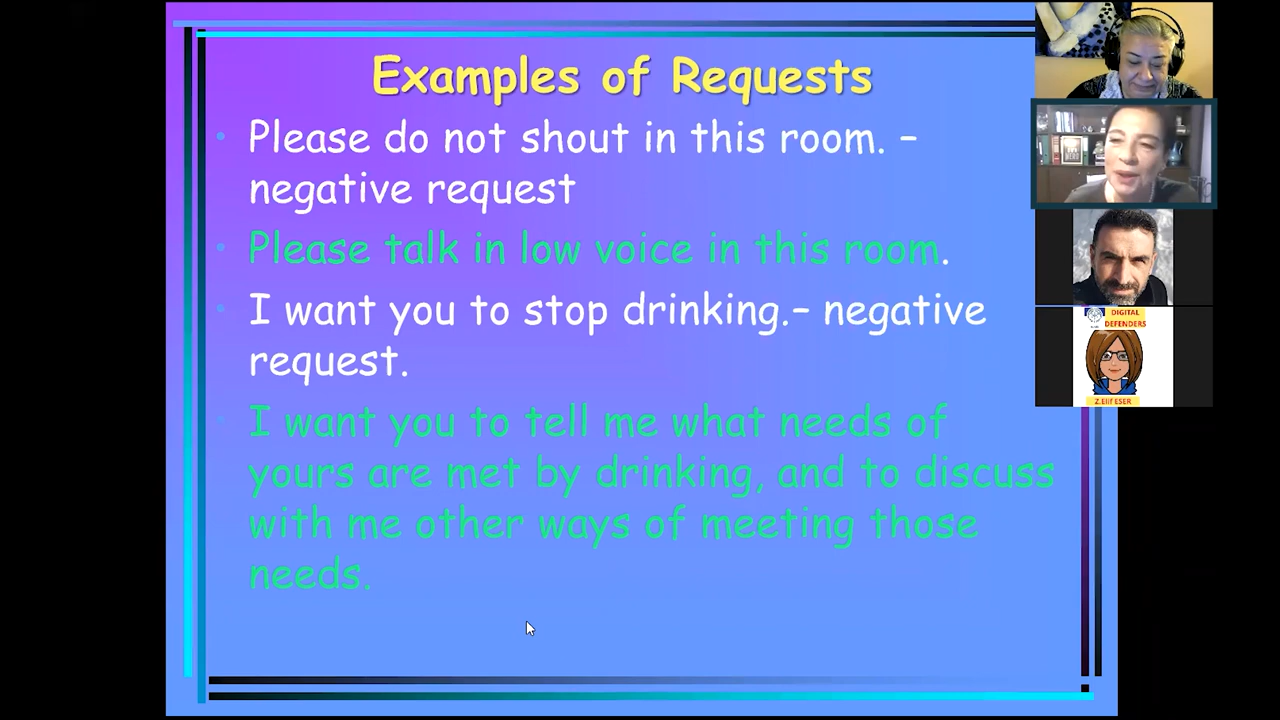 Examples of Requests
Please do not shout in this room. –
negative request
Please talk in low voice in this room.
I want you to stop drinking.– negative
request.
I want you to tell me what needs of
yours are met by drinking, and to discuss
with me other ways of meeting those
needs.
DIGITAL
DEFENDERS
Z.Elif ESER